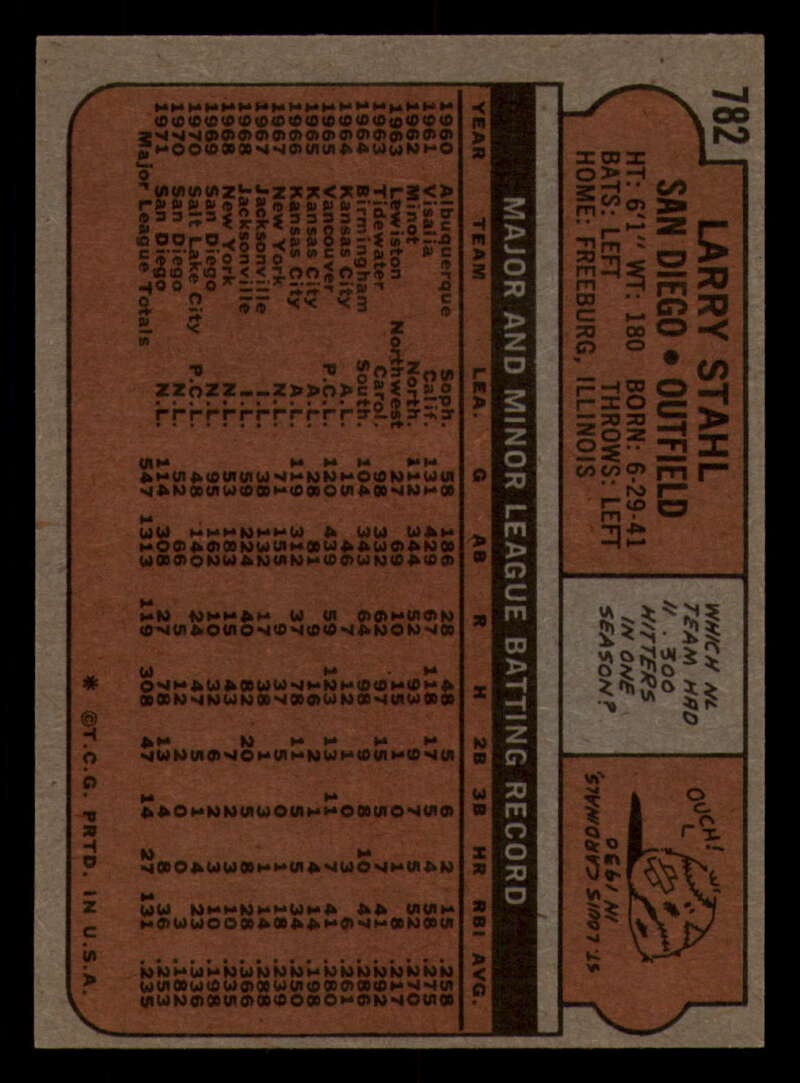 782
LARRY STAHL
SAN DIEGO • OUTFIELD
HT: 6'1" WT: 180 BORN: 6-29-41
BATS: LEFT THROWS: LEFT
HOME: FREEBURG, ILLINOIS
WHICH NL
TEAM HAD
11 .300
HITTERS
IN ONE
SEASON?
OUCH!
IN 1930
ST. LOUIS CARDINALS,
MAJOR AND MINOR LEAGUE BATTING RECORD
YEAR TEAM LEA. G AB R H 2B 3B HR RBI AVG.
1960 Albuquerque Soph. 58 186 28 48 5 6 2 15 .258
1961 Visalia Calif. 131 429 67 118 17 5 4 58 .275
1962 Minot North. 112 344 52 93 9 7 5 52 .270
1963 Lewiston Northwest 27 69 10 15 1 0 1 8 .217
1963 Tidewater Carol. 98 332 62 97 15 5 7 41 .292
1964 Birmingham South. 104 343 64 98 9 8 10 47 .286
1964 Kansas City A.L. 15 46 7 12 1 0 3 6 .261
1965 Vancouver P.C.L. 120 439 59 123 13 11 7 41 .280
1965 Kansas City A.L. 28 81 9 16 2 1 4 14 .198
1966 Kansas City A.L. 119 312 37 78 11 5 5 34 .250
1967 New York N.L. 71 155 9 37 5 0 1 18 .239
1967 Jacksonville I.L. 38 132 17 38 1 3 1 14 .288
1968 Jacksonville I.L. 59 224 40 82 20 5 8 28 .366
1968 New York N.L. 53 183 15 43 7 2 3 10 .235
1969 San Diego N.L. 95 162 10 32 6 2 3 10 .198
1970 Salt Lake City P.C.L. 48 140 24 47 5 1 4 23 .336
1970 San Diego N.L. 52 66 5 12 2 0 0 3 .182
1971 San Diego N.L. 114 308 27 78 13 4 8 36 .253
Major League Totals 547 1313 119 308 47 14 27 131 .235
* ©T.C.G. PRTD. IN U.S.A.